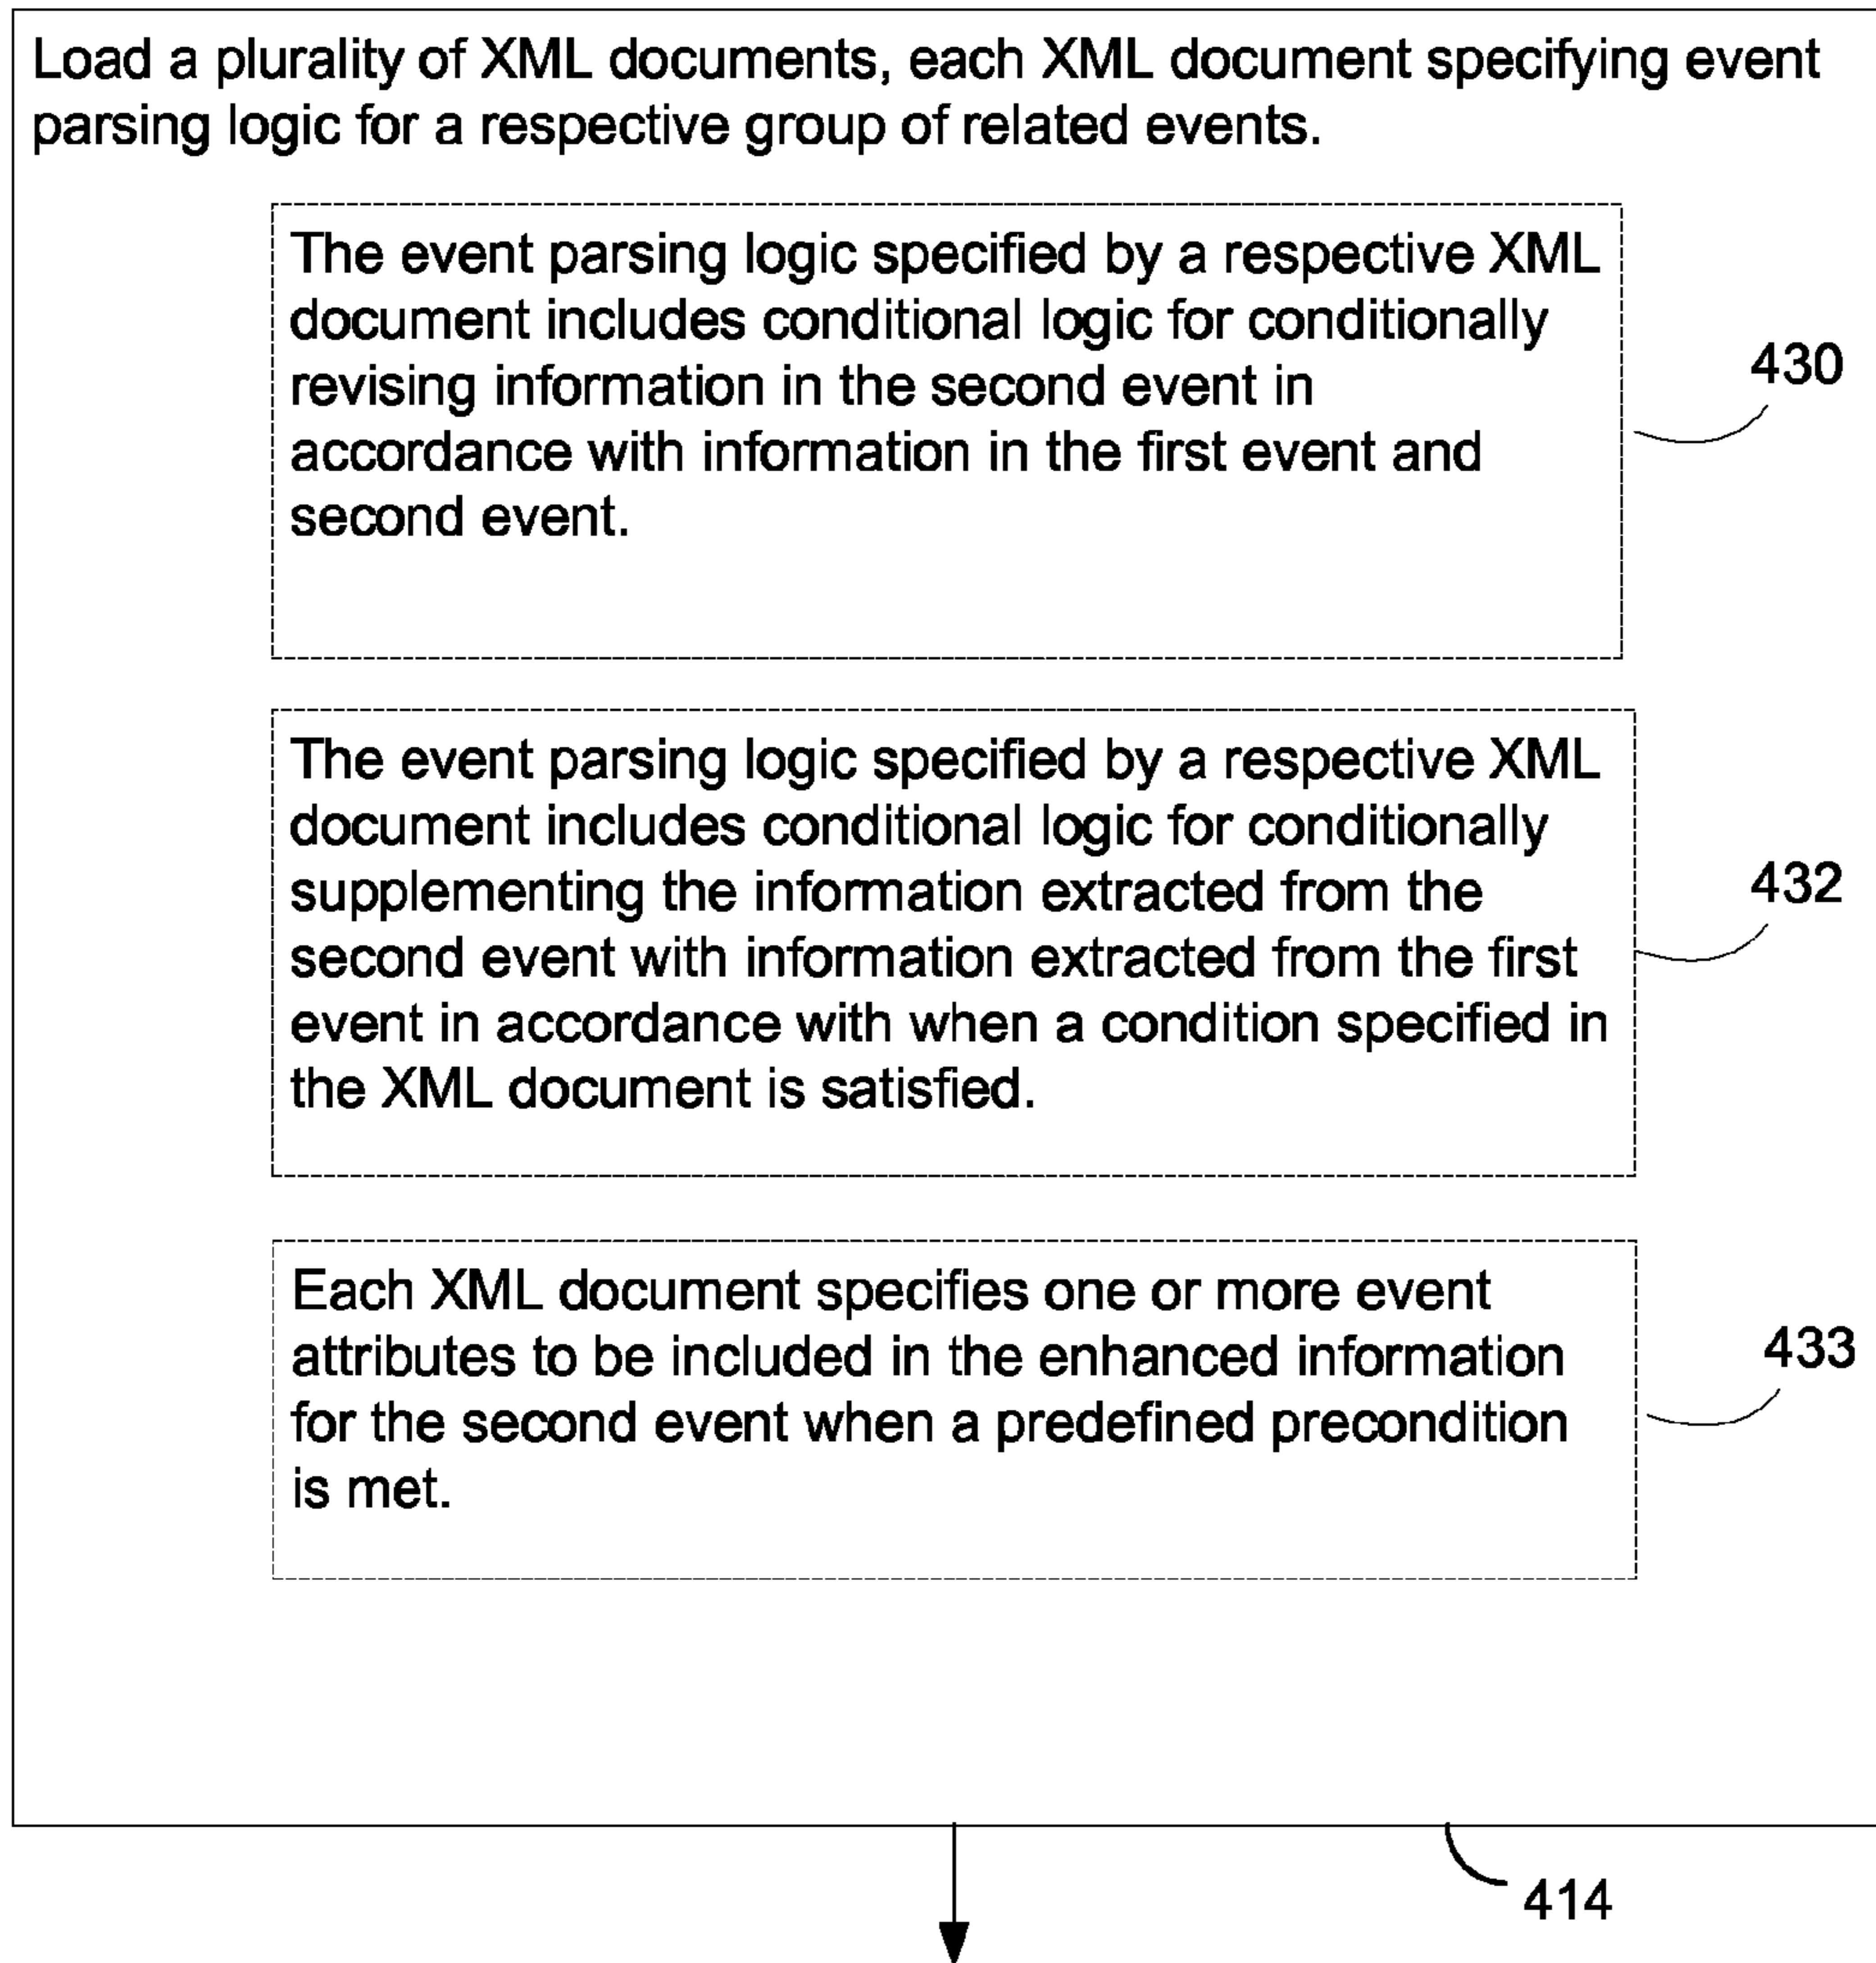 Load a plurality of XML documents, each XML document specifying event
parsing logic for a respective group of related events.
The event parsing logic specified by a respective XML
document includes conditional logic for conditionally
revising information in the second event in
accordance with information in the first event and
second event.
430
The event parsing logic specified by a respective XML
document includes conditional logic for conditionally
supplementing the information extracted from the
second event with information extracted from the first
event in accordance with when a condition specified in
the XML document is satisfied.
432
Each XML document specifies one or more event
attributes to be included in the enhanced information
for the second event when a predefined precondition
is met.
433
414